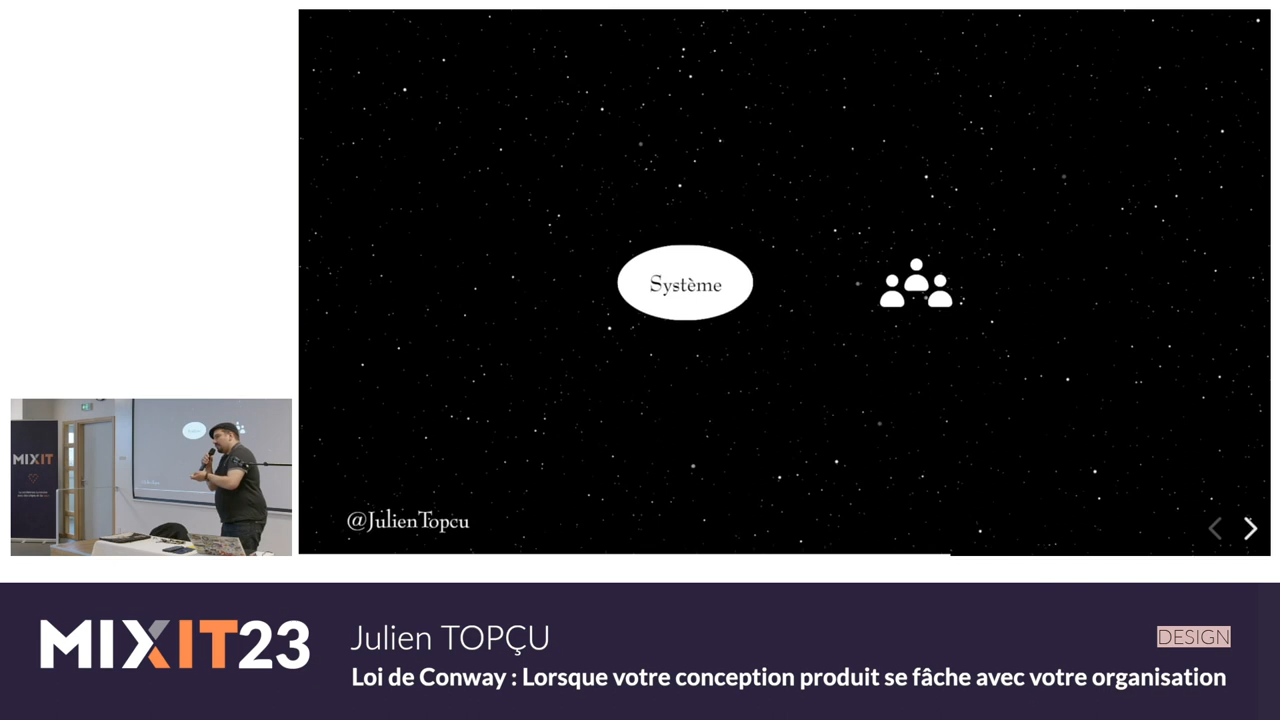 Système
@JulienTopcu
MIXIT
MIXIT23
Julien TOPÇU
DESIGN
Loi de Conway : Lorsque votre conception produit se fâche avec votre organisation